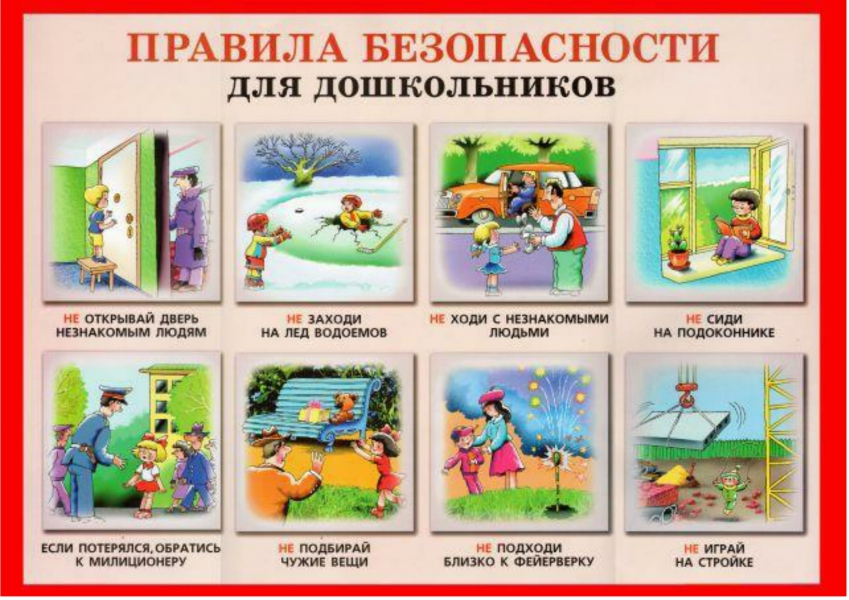 ПРАВИЛА БЕЗОПАСНОСТИ
ДЛЯ ДОШКОЛЬНИКОВ
НЕ ОТКРЫВАЙ ДВЕРЬ
НЕЗНАКОМЫМ ЛЮДЯМ
НЕ ЗАХОДИ
НА ЛЕД ВОДОЕМОВ
НЕ ХОДИ С НЕЗНАКОМЫМИ
ЛЮДЬМИ
НЕ СИДИ
НА ПОДОКОННИКЕ
ЕСЛИ ПОТЕРЯЛСЯ, ОБРАТИСЬ
К МИЛИЦИОНЕРУ
НЕ ПОДБИРАЙ
ЧУЖИЕ ВЕЩИ
НЕ ПОДХОДИ
БЛИЗКО К ФЕЙЕРВЕРКУ
НЕ ИГРАЙ
НА СТРОЙКЕ